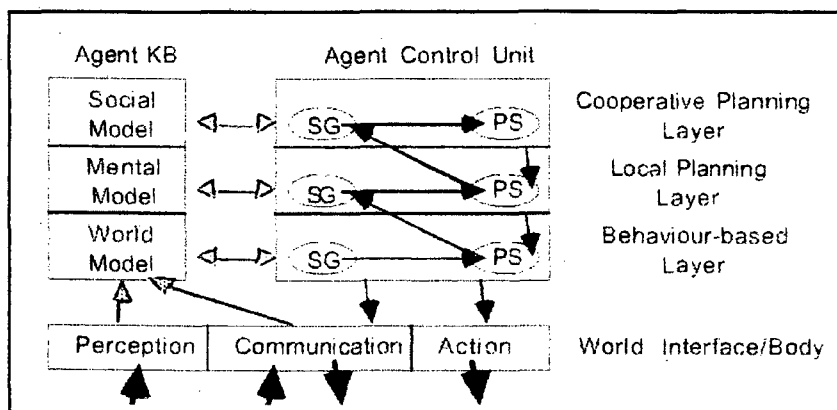 Agent KB
Agent Control Unit
Social
Model
SG
PS
Cooperative Planning
Layer
Mental
Model
SG
PS
Local Planning
Layer
World
Model
SG
PS
Behaviour-based
Layer
Perception
Communication
Action
World Interface/Body